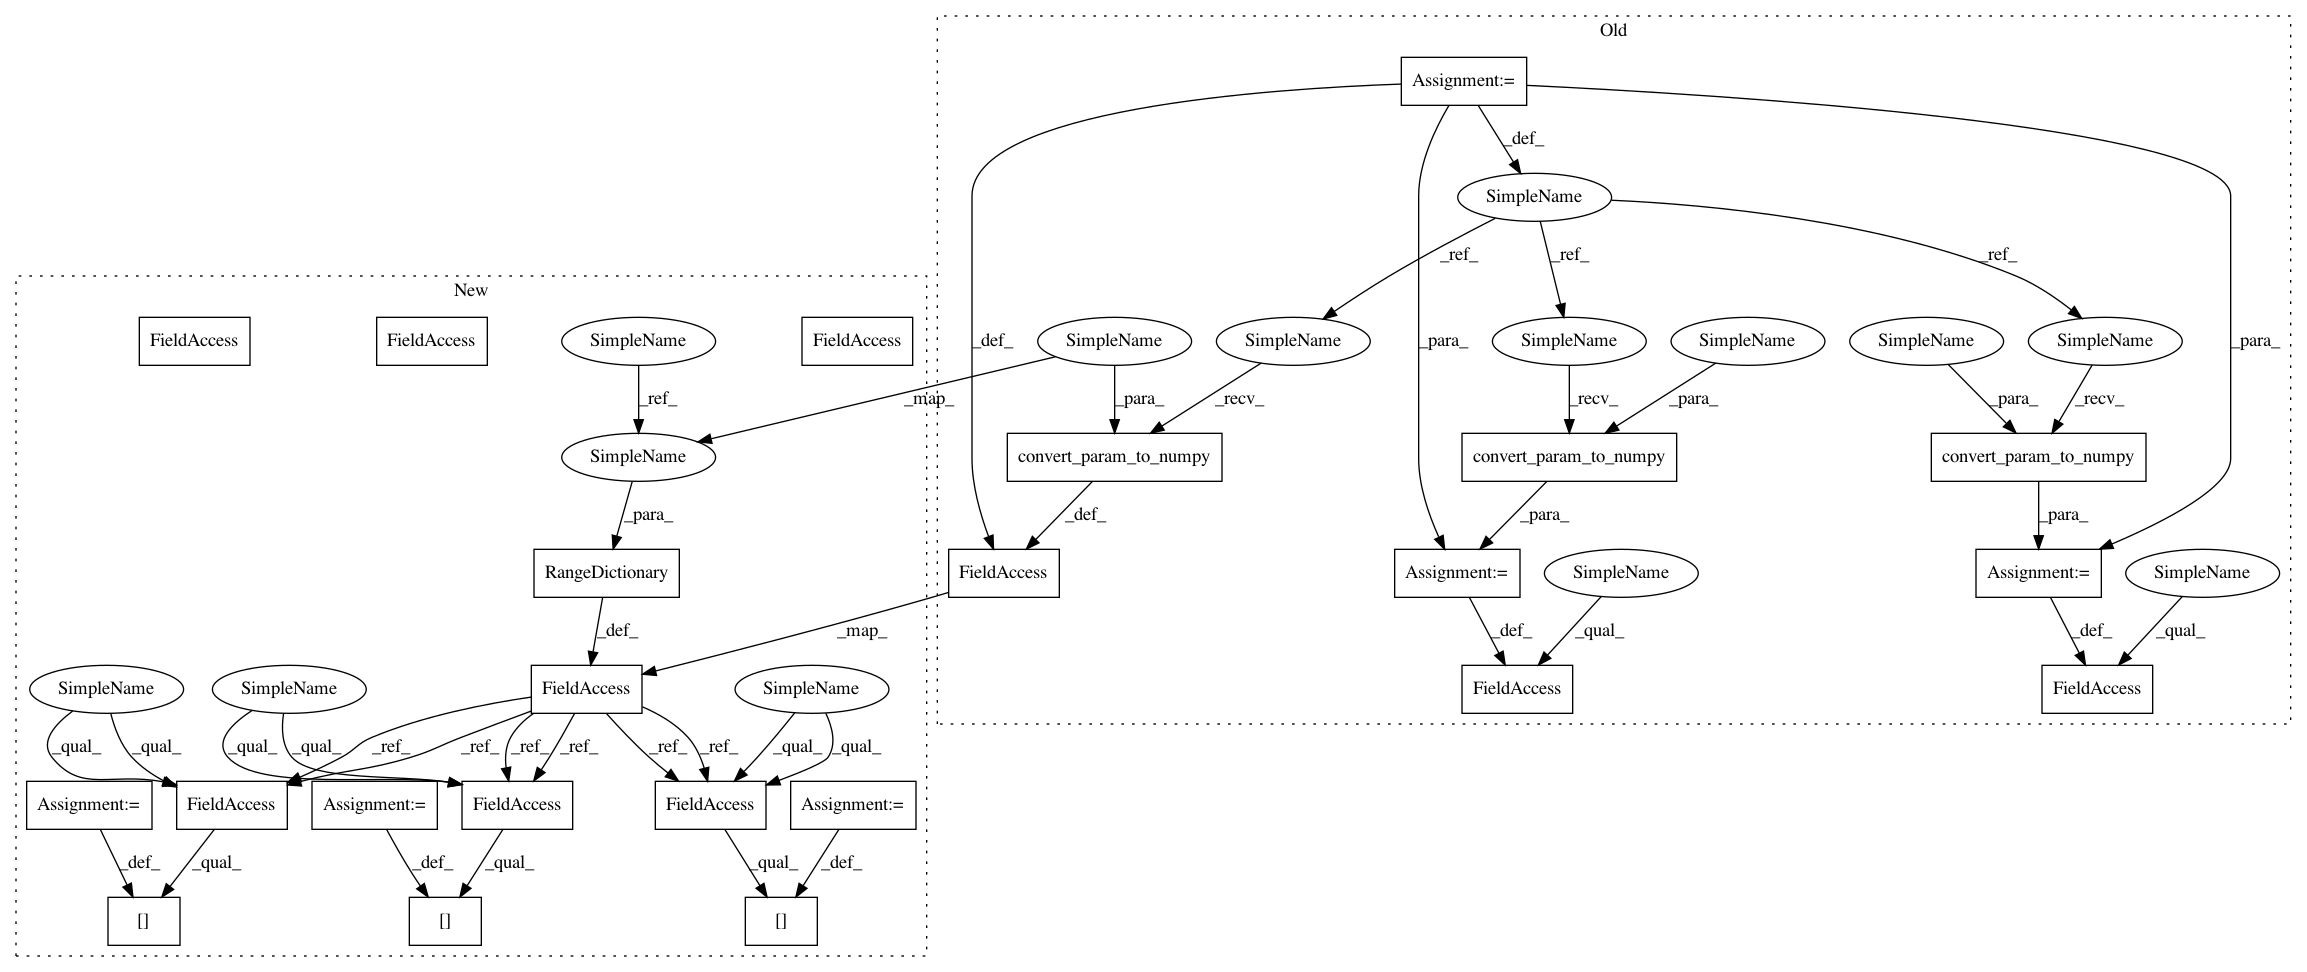 Old
Assignment:=
_def_
SimpleName
_ref_ _ref_ _ref_
New
FieldAccess FieldAccess SimpleName FieldAccess _def_ SimpleName SimpleName _para_ SimpleName SimpleName SimpleName SimpleName _para_
_ref_ _map_ _para_ _recv_ _recv_ _para_ _para_ _recv_
SimpleName convert_param_to_numpy convert_param_to_numpy convert_param_to_numpy
_para_ _def_ _para_ _para_
RangeDictionary FieldAccess Assignment:= SimpleName Assignment:= SimpleName
_def_ _map_ _def_ _qual_ _def_ _qual_
SimpleName SimpleName FieldAccess SimpleName FieldAccess FieldAccess
_qual_ _qual_ _qual_ _qual_ _ref_ _ref_ _ref_ _ref_ _ref_ _ref_ _qual_ _qual_
Assignment:= FieldAccess Assignment:= FieldAccess FieldAccess Assignment:=
_def_ _qual_ _def_ _qual_ _qual_ _def_
[] [] []